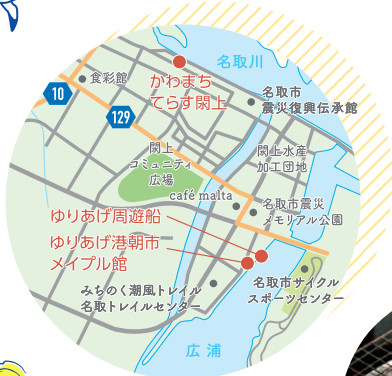 名取川
食彩館
かわまち
てらす閖上
10
129
名取市
震災復興伝承館
閖上
コミュニティ
広場
閖上水産
加工団地
café malta
名取市震災
メモリアル公園
ゆりあげ周遊船
ゆりあげ港朝市
メイプル館
みちのく潮風トレイル
名取トレイルセンター
名取市サイクル
スポーツセンター
広浦